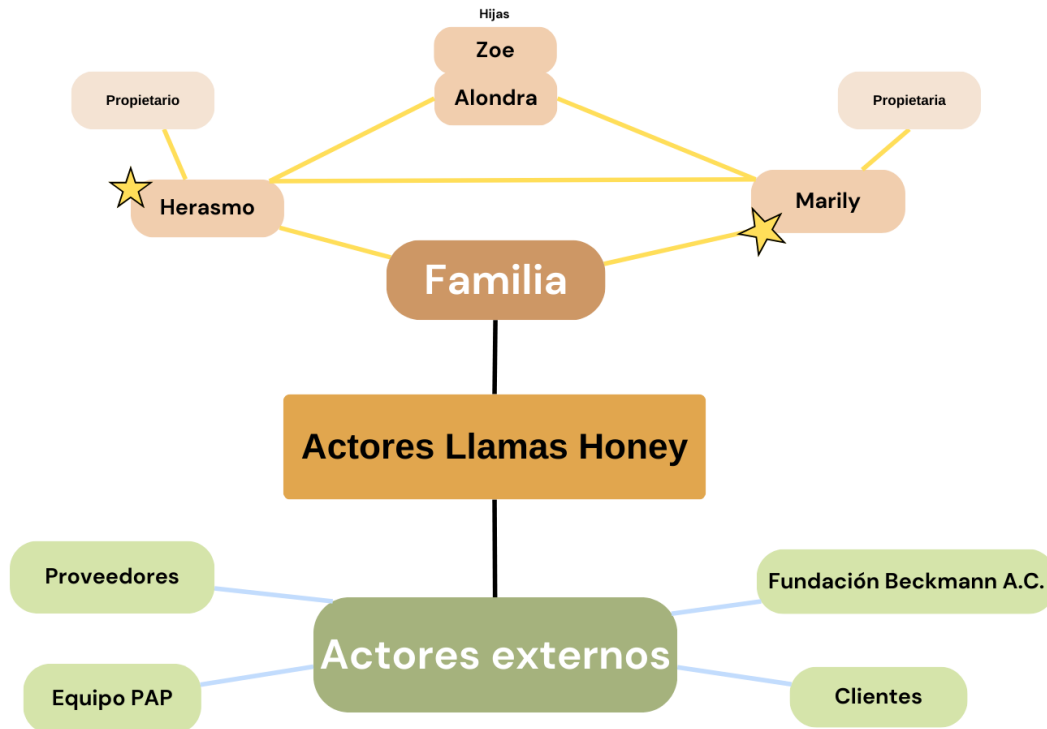 Hijas
Zoe
Alondra
Propietario
Propietaria
Herasmo
Marily
Familia
Actores Llamas Honey
Proveedores
Fundación Beckmann A.C.
Actores externos
Equipo PAP
Clientes